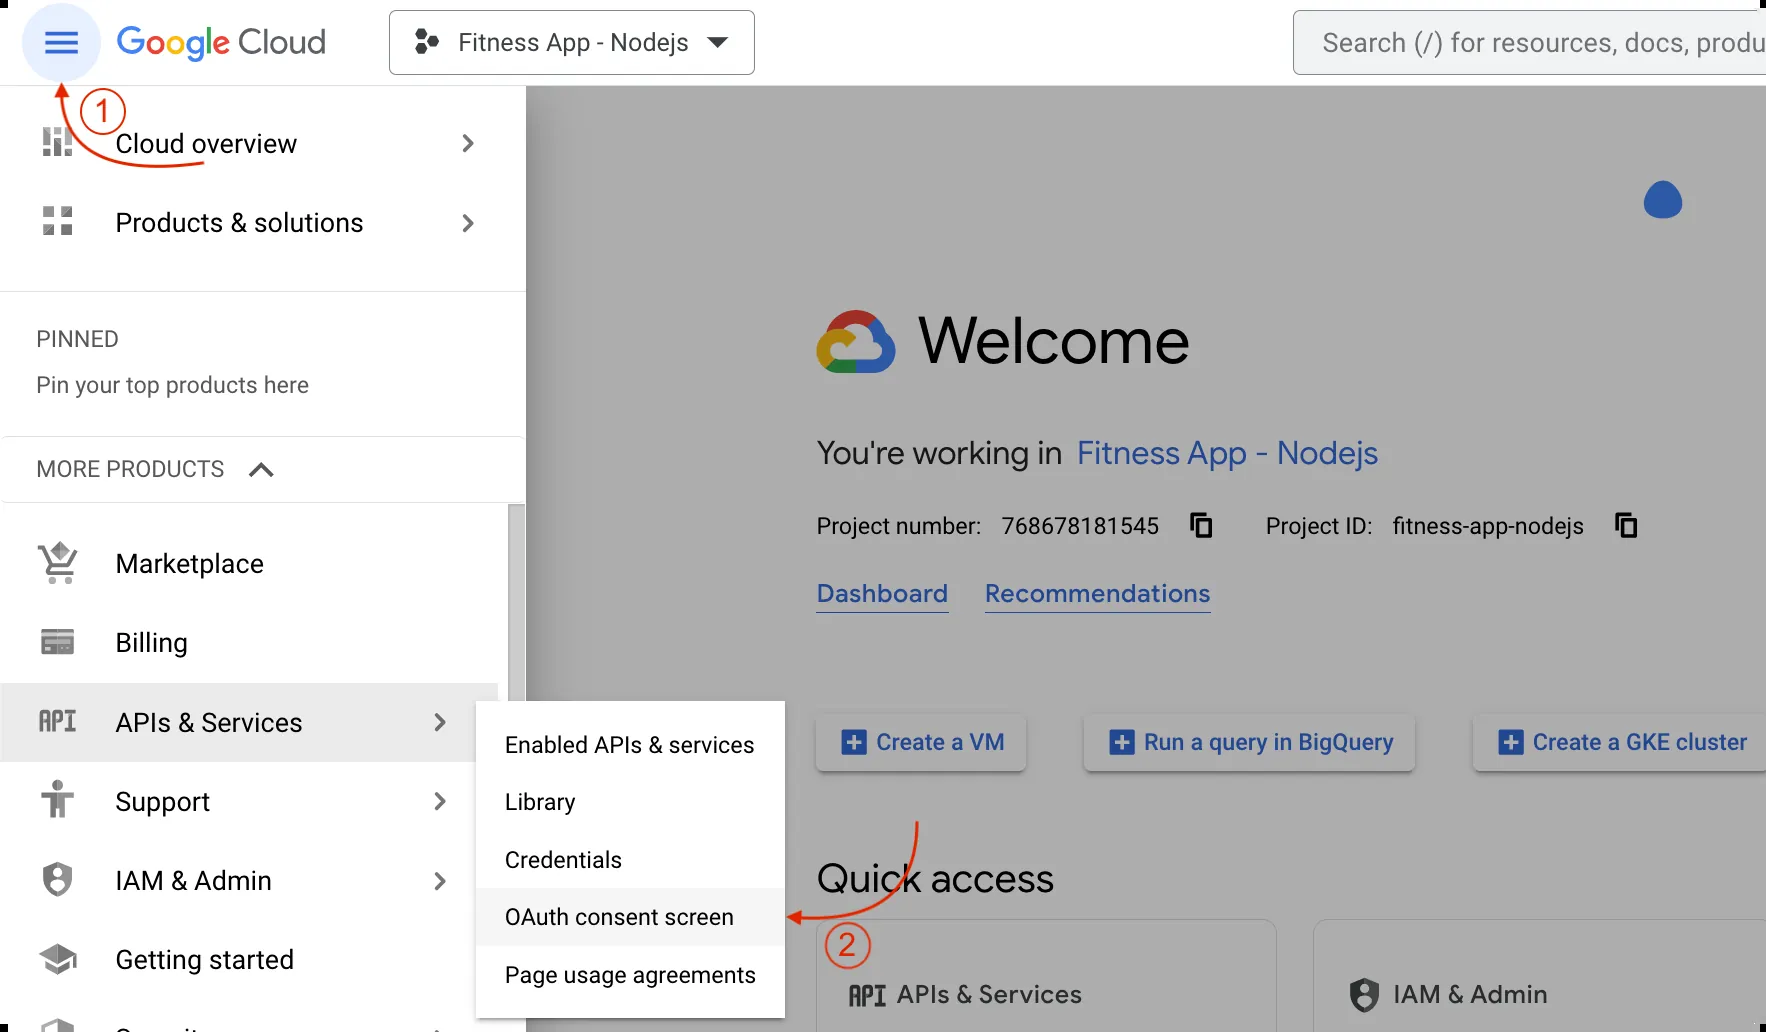 Google Cloud
Fitness App - Nodejs
Search (/) for resources, docs, produ
1
Cloud overview
Products & solutions
PINNED
Pin your top products here
MORE PRODUCTS
Marketplace
Billing
API APIs & Services
Support
IAM & Admin
Getting started
Enabled APIs & services
Library
Credentials
OAuth consent screen
Page usage agreements
Welcome
You're working in Fitness App - Nodejs
Project number: 768678181545 Project ID: fitness-app-nodejs
Dashboard Recommendations
Create a VM Run a query in BigQuery Create a GKE cluster
Quick access
2
API APIs & Services
IAM & Admin